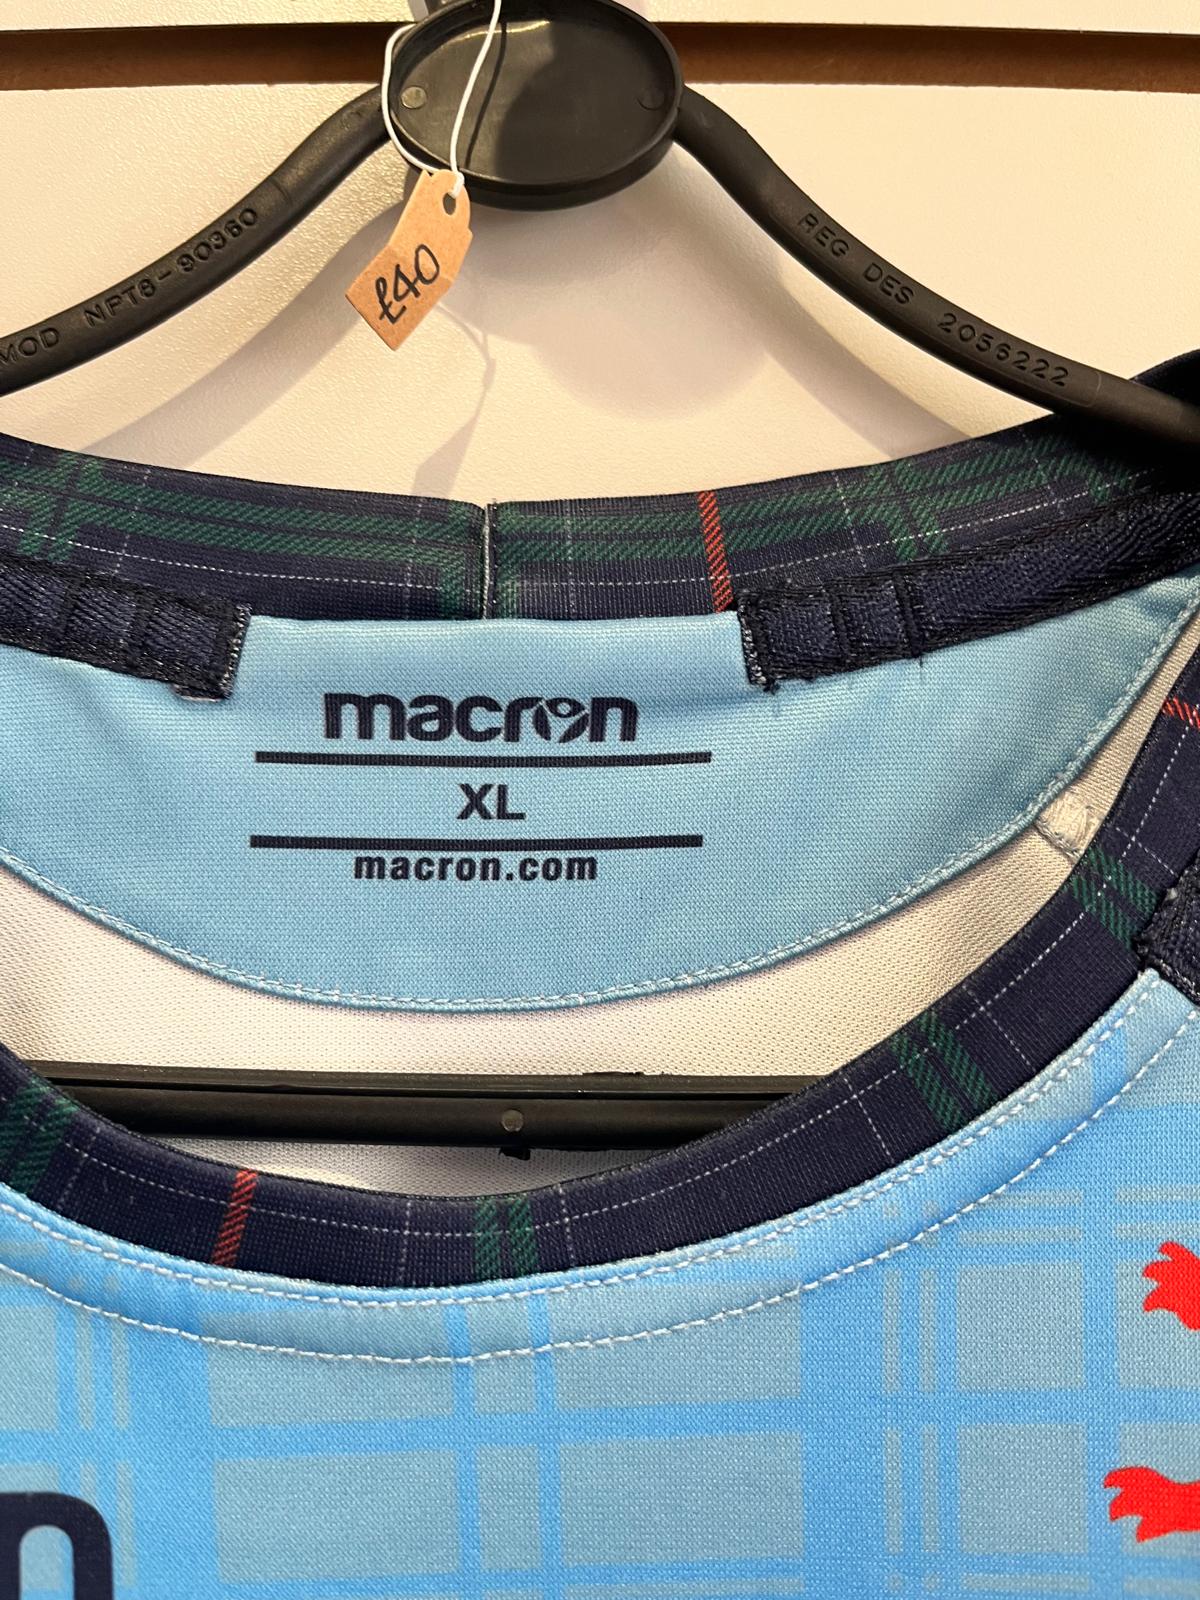 MOD NPT8-90360
REG DES 2056222
£40
macron
XL
macron.com